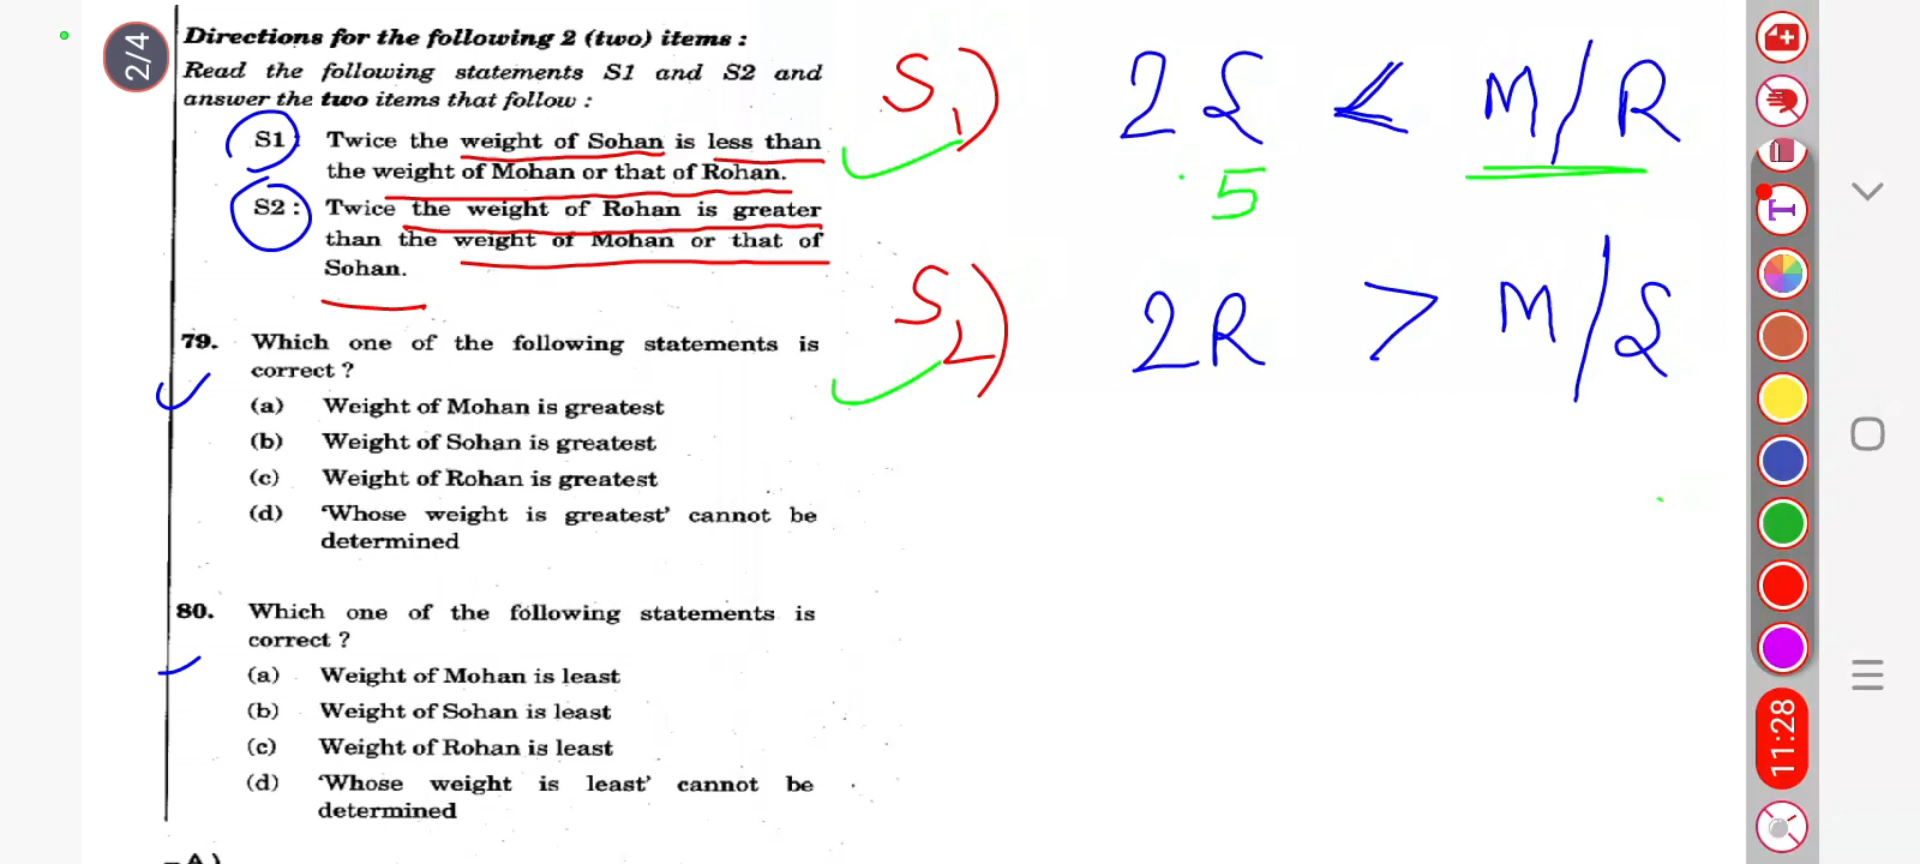 2/4
Directions for the following 2 (two) items :
Read the following statements S1 and S2 and
answer the two items that follow :
S1 : Twice the weight of Sohan is less than
the weight of Mohan or that of Rohan.
S2 : Twice the weight of Rohan is greater
than the weight of Mohan or that of
Sohan.
79. Which one of the following statements is
correct ?
(a) Weight of Mohan is greatest
(b) Weight of Sohan is greatest
(c) Weight of Rohan is greatest
(d) ‘Whose weight is greatest’ cannot be
determined
80. Which one of the following statements is
correct ?
(a) Weight of Mohan is least
(b) Weight of Sohan is least
(c) Weight of Rohan is least
(d) ‘Whose weight is least’ cannot be
determined
S1) 2S < M/R
5
S2) 2R > M/S
T
11:28